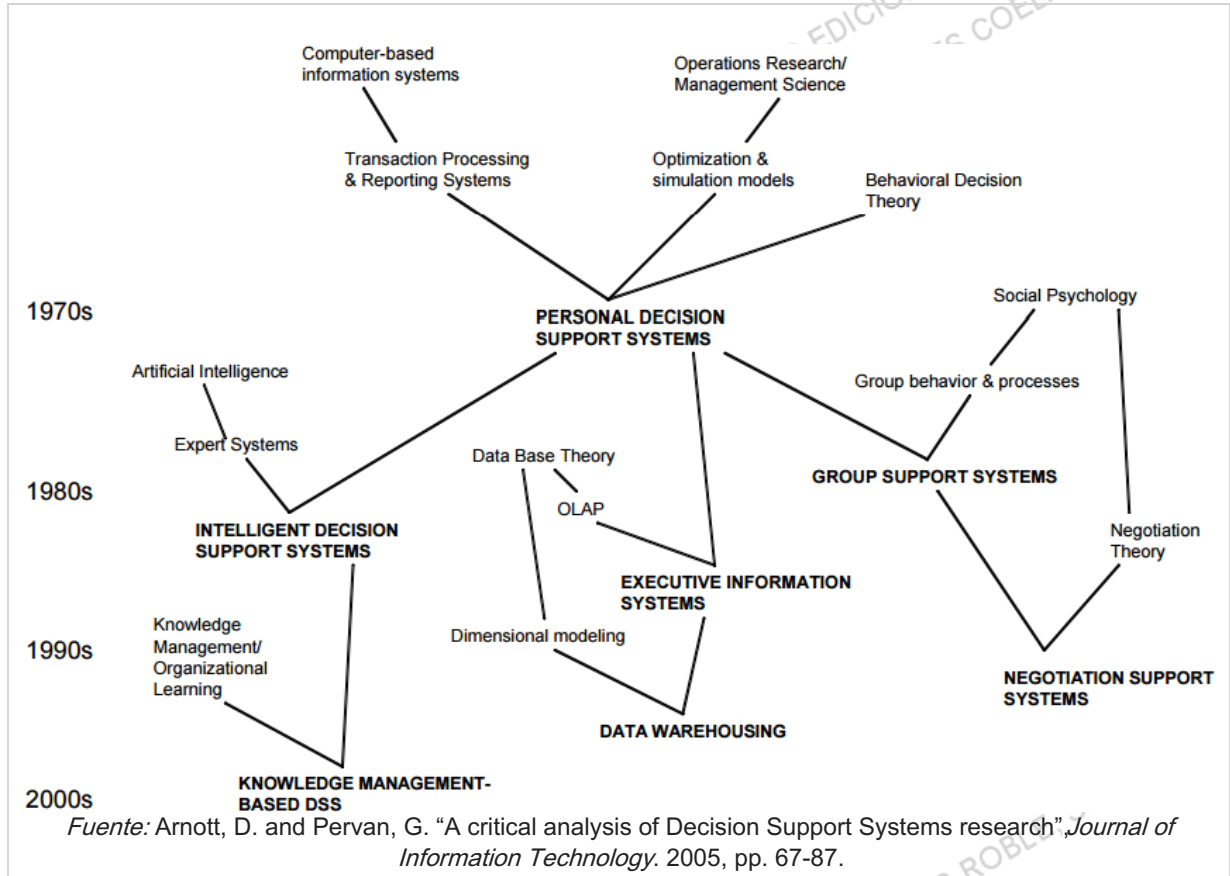 EDICIO
S COEL
Computer-based
information systems
Operations Research/
Management Science
Transaction Processing
& Reporting Systems
Optimization &
simulation models
Behavioral Decision
Theory
1970s
PERSONAL DECISION
SUPPORT SYSTEMS
Social Psychology
Artificial Intelligence
Group behavior & processes
Expert Systems
Data Base Theory
GROUP SUPPORT SYSTEMS
1980s
OLAP
INTELLIGENT DECISION
SUPPORT SYSTEMS
Negotiation
Theory
EXECUTIVE INFORMATION
SYSTEMS
Knowledge
Management/
Organizational
Learning
Dimensional modeling
1990s
NEGOTIATION SUPPORT
SYSTEMS
DATA WAREHOUSING
KNOWLEDGE MANAGEMENT-
BASED DSS
2000s
Fuente: Arnott, D. and Pervan, G. “A critical analysis of Decision Support Systems research”,Journal of
Information Technology. 2005, pp. 67-87.
S ROBLE,